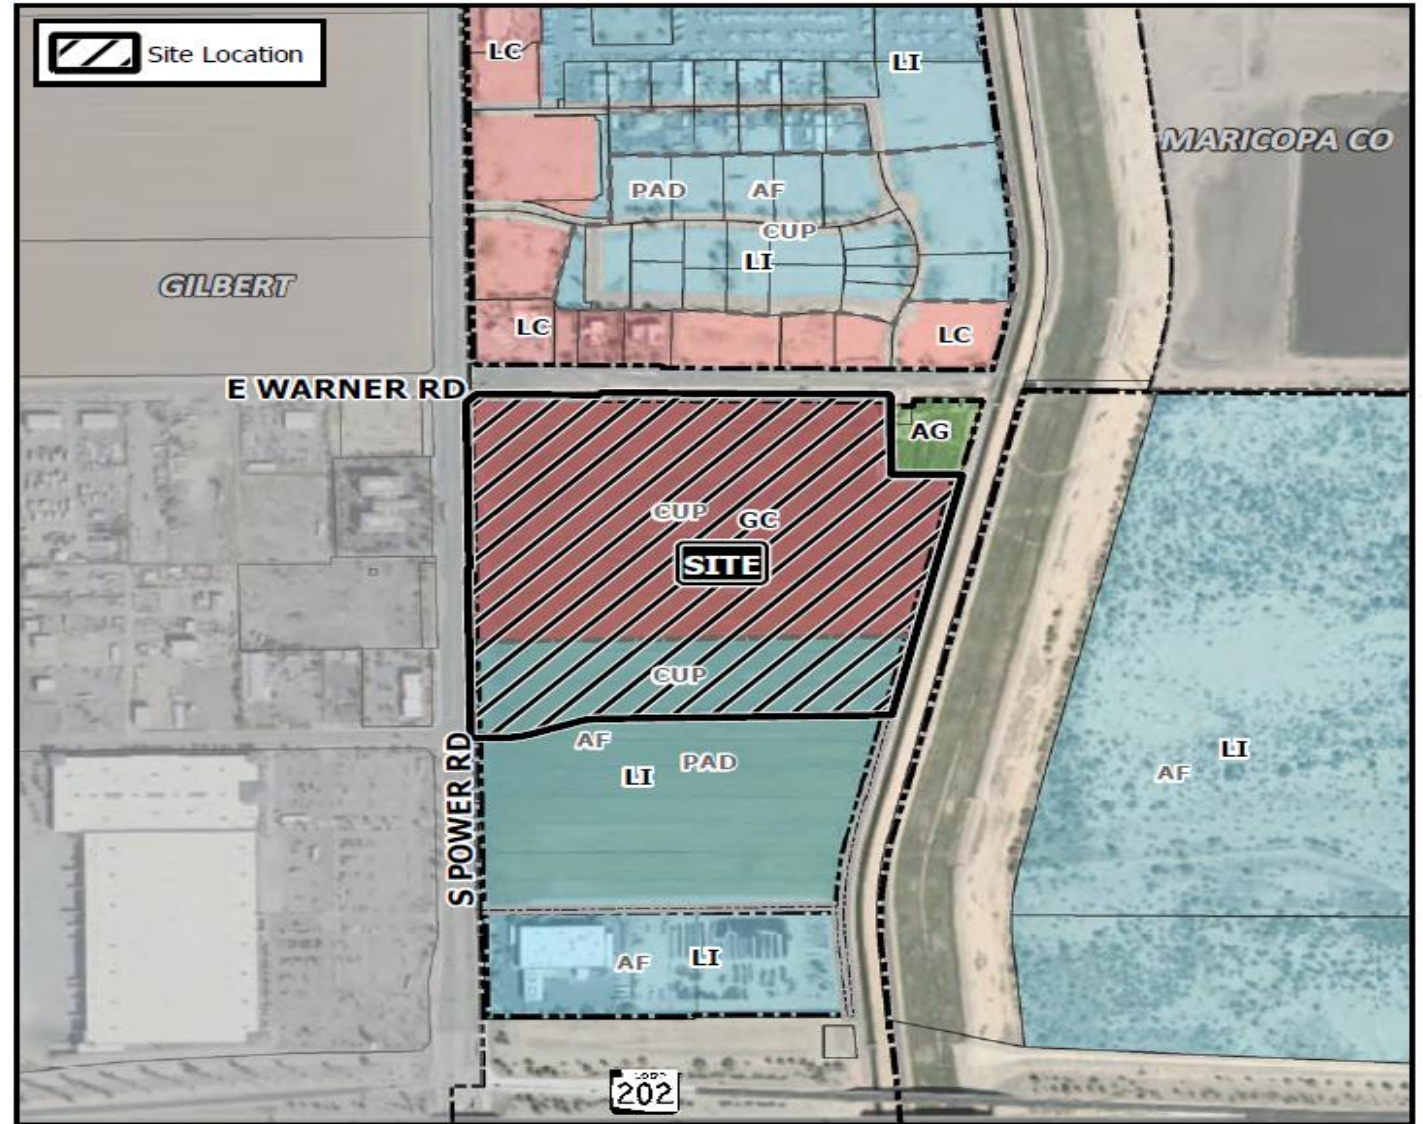 Site Location
LC
LI
MARICOPA CO
PAD
AF
CUP
LI
GILBERT
LC
LC
E WARNER RD
AG
CUP
GC
SITE
CUP
AF
PAD
LI
LI
AF
S POWER RD
AF
LI
LOOP
202